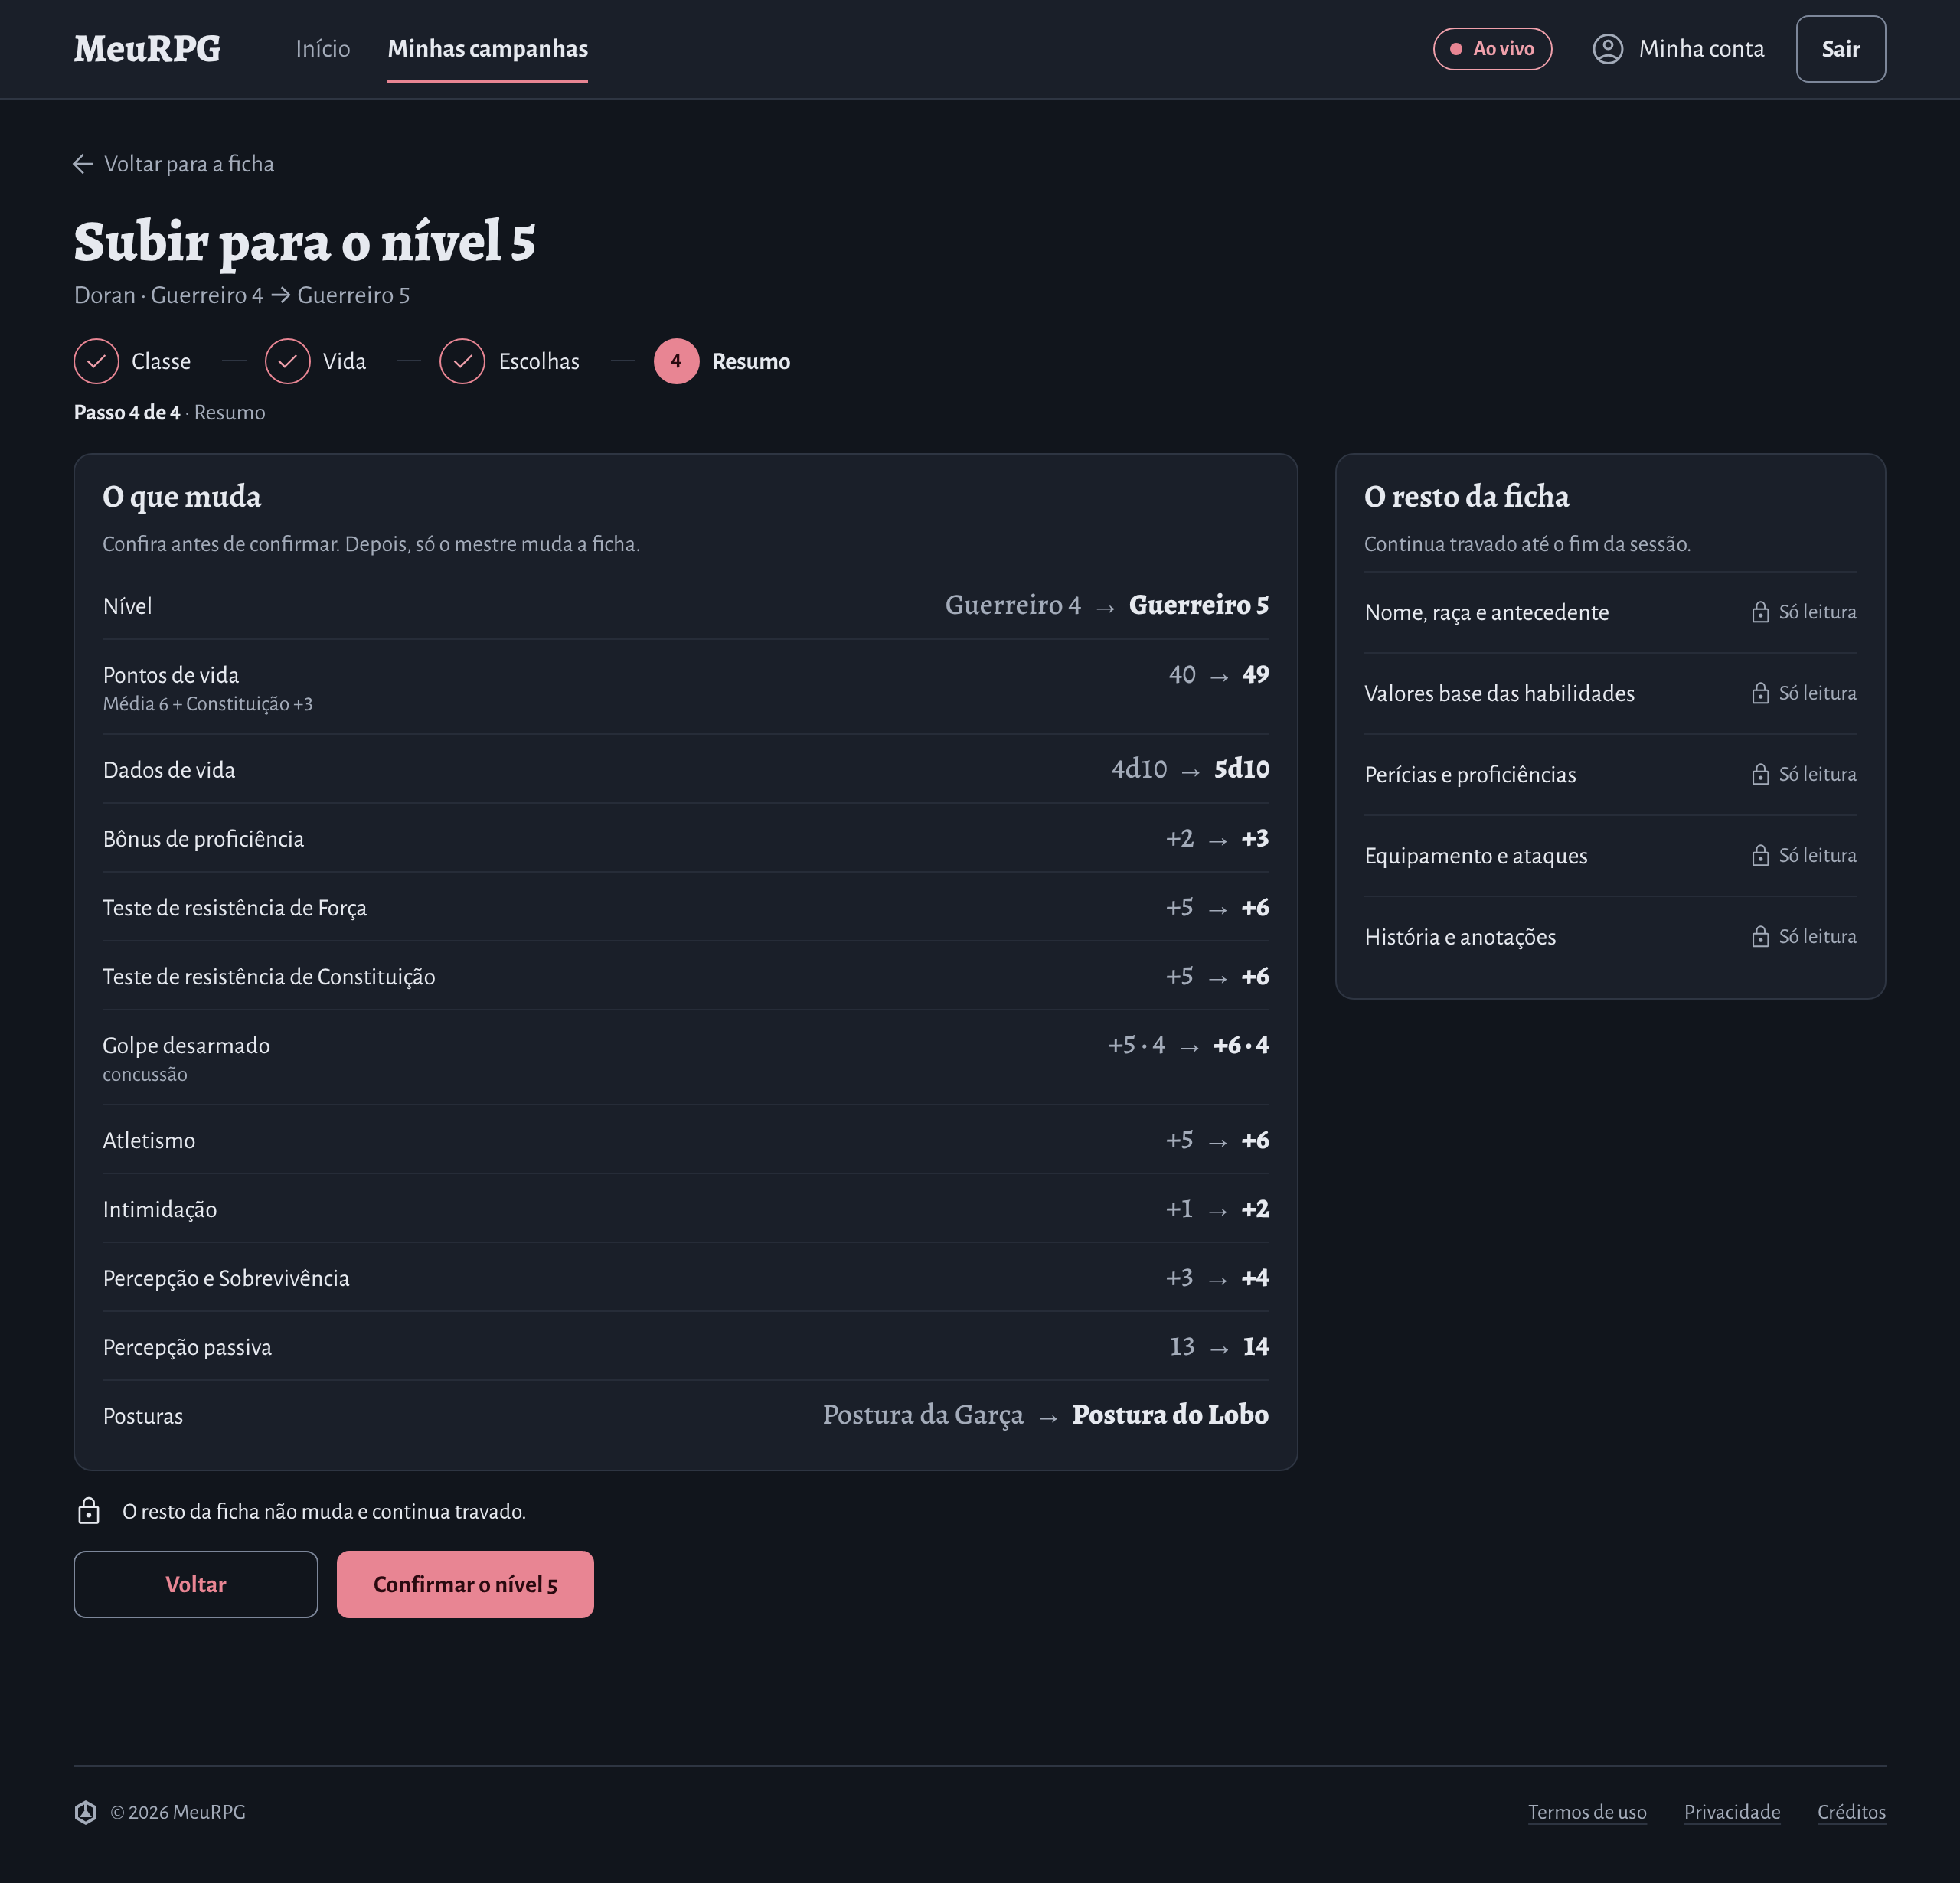 MeuRPG
Início
Minhas campanhas
Ao vivo
Minha conta
Sair
← Voltar para a ficha
Subir para o nível 5
Doran · Guerreiro 4 → Guerreiro 5
Classe
Vida
Escolhas
4 Resumo
Passo 4 de 4 · Resumo
O que muda
Confira antes de confirmar. Depois, só o mestre muda a ficha.
Nível Guerreiro 4 → Guerreiro 5
Pontos de vida 40 → 49
Média 6 + Constituição +3
Dados de vida 4d10 → 5d10
Bônus de proficiência +2 → +3
Teste de resistência de Força +5 → +6
Teste de resistência de Constituição +5 → +6
Golpe desarmado +5 · 4 → +6 · 4
concussão
Atletismo +5 → +6
Intimidação +1 → +2
Percepção e Sobrevivência +3 → +4
Percepção passiva 13 → 14
Posturas Postura da Garça → Postura do Lobo
O resto da ficha
Continua travado até o fim da sessão.
Nome, raça e antecedente Só leitura
Valores base das habilidades Só leitura
Perícias e proficiências Só leitura
Equipamento e ataques Só leitura
História e anotações Só leitura
O resto da ficha não muda e continua travado.
Voltar
Confirmar o nível 5
© 2026 MeuRPG
Termos de uso
Privacidade
Créditos